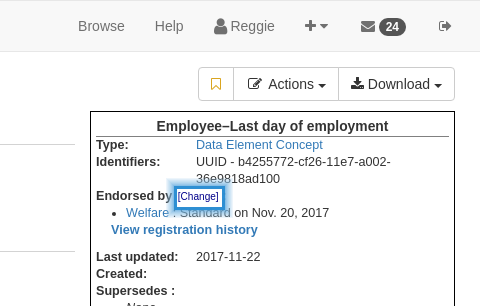 Browse Help Reggie 24
Actions Download
Employee–Last day of employment
Type: Data Element Concept
Identifiers: UUID - b4255772-cf26-11e7-a002-
36e9818ad100
Endorsed by [Change]
• Welfare : Standard on Nov. 20, 2017
View registration history
Last updated: 2017-11-22
Created:
Supersedes :
• None